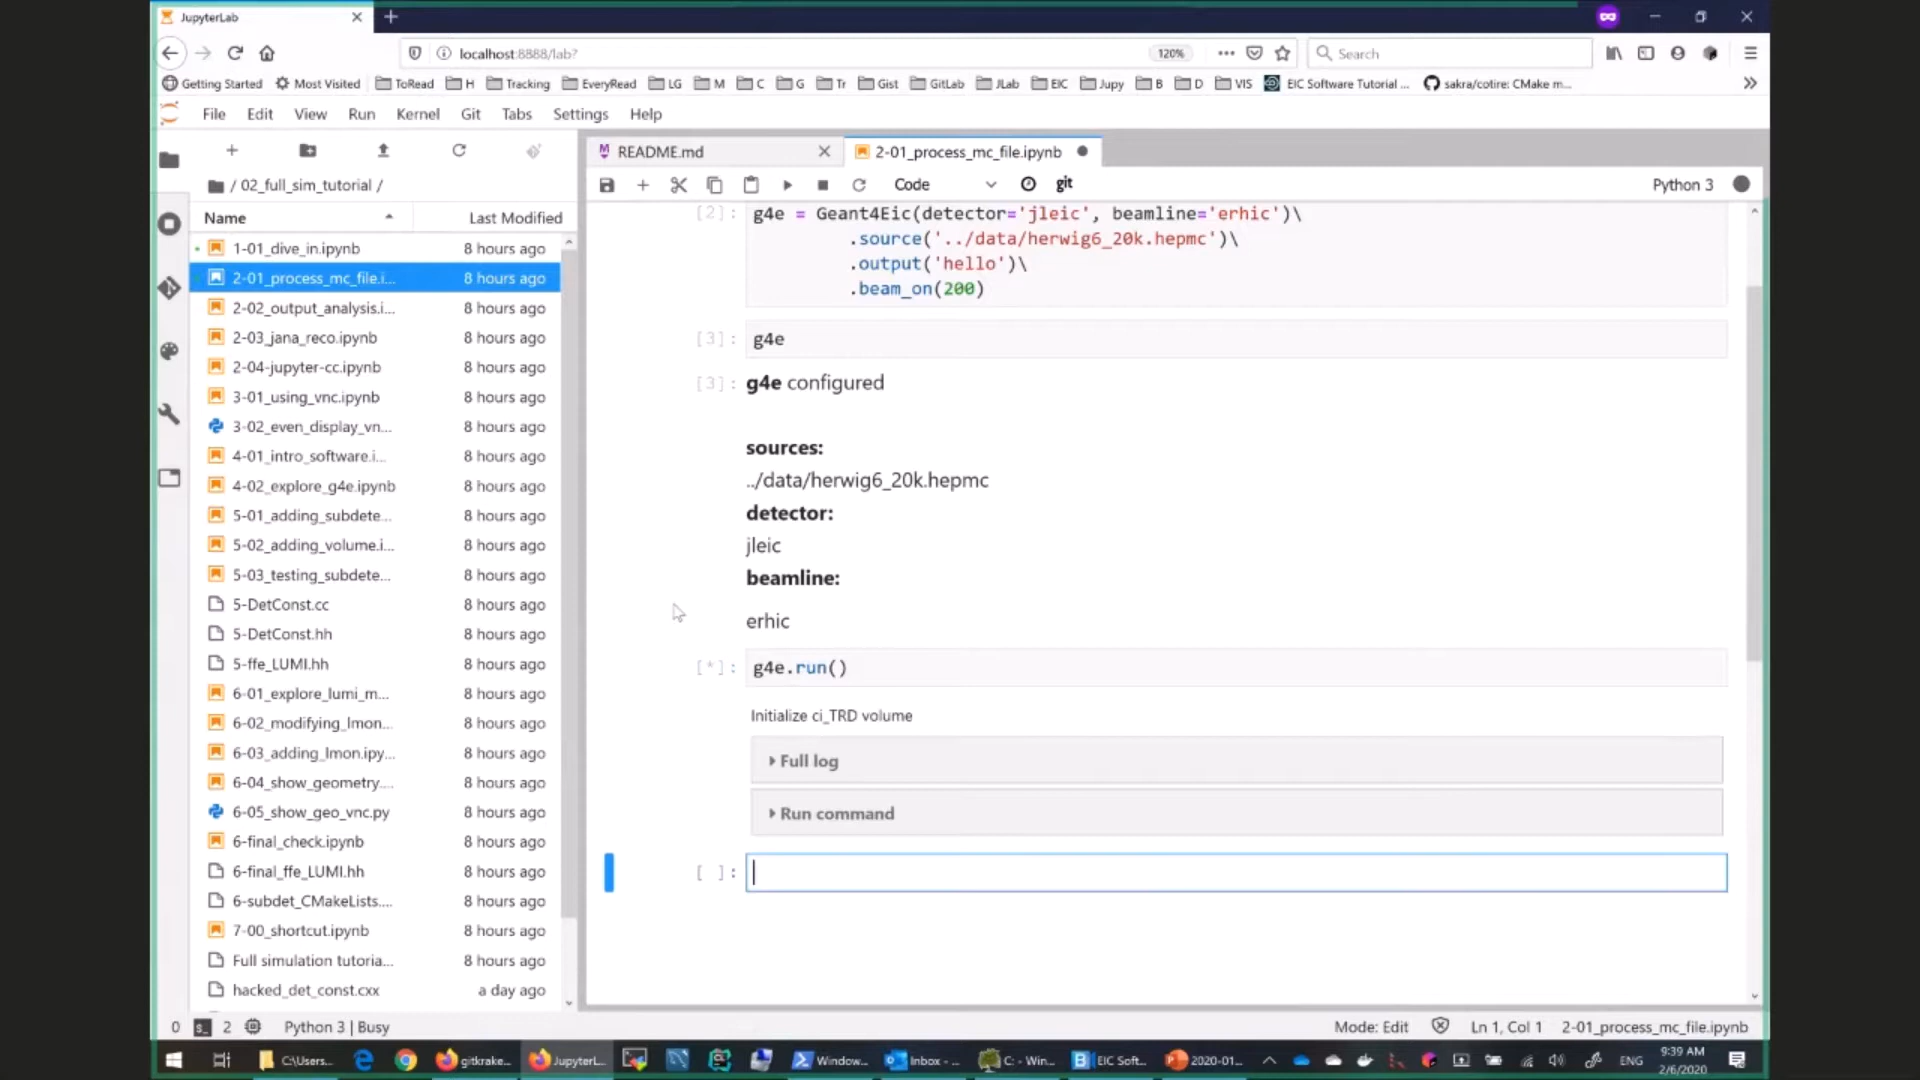 JupyterLab
localhost:8888/lab?
120%
Search
Getting Started
Most Visited
ToRead
H
Tracking
EveryRead
LG
M
C
G
Tr
Gist
GitLab
JLab
EIC
Jupy
B
D
VIS
EIC Software Tutorial ...
sakra/cotire: CMake m...
File Edit View Run Kernel Git Tabs Settings Help
README.md
2-01_process_mc_file.ipynb
/ 02_full_sim_tutorial /
Code
git
Python 3
Name Last Modified
1-01_dive_in.ipynb 8 hours ago
2-01_process_mc_file.i... 8 hours ago
2-02_output_analysis.i... 8 hours ago
2-03_jana_reco.ipynb 8 hours ago
2-04-jupyter-cc.ipynb 8 hours ago
3-01_using_vnc.ipynb 8 hours ago
3-02_even_display_vn... 8 hours ago
4-01_intro_software.i... 8 hours ago
4-02_explore_g4e.ipynb 8 hours ago
5-01_adding_subdete... 8 hours ago
5-02_adding_volume.i... 8 hours ago
5-03_testing_subdete... 8 hours ago
5-DetConst.cc 8 hours ago
5-DetConst.hh 8 hours ago
5-ffe_LUMI.hh 8 hours ago
6-01_explore_lumi_m... 8 hours ago
6-02_modifying_lmon... 8 hours ago
6-03_adding_lmon.ipy... 8 hours ago
6-04_show_geometry.... 8 hours ago
6-05_show_geo_vnc.py 8 hours ago
6-final_check.ipynb 8 hours ago
6-final_ffe_LUMI.hh 8 hours ago
6-subdet_CMakeLists.... 8 hours ago
7-00_shortcut.ipynb 8 hours ago
Full simulation tutoria... 8 hours ago
hacked_det_const.cxx a day ago
[2]: g4e = Geant4Eic(detector='jleic', beamline='erhic')\
.source('../data/herwig6_20k.hepmc')\
.output('hello')\
.beam_on(200)
[3]: g4e
[3]: g4e configured
sources:
../data/herwig6_20k.hepmc
detector:
jleic
beamline:
erhic
[*]: g4e.run()
Initialize ci_TRD volume
Full log
Run command
[ ]:
0 2 Python 3 | Busy
Mode: Edit Ln 1, Col 1 2-01_process_mc_file.ipynb
C:\Users...
gitkrake...
JupyterL...
Window...
Inbox - ...
C: - Win...
EIC Soft...
2020-01...
ENG
9:39 AM
2/6/2020